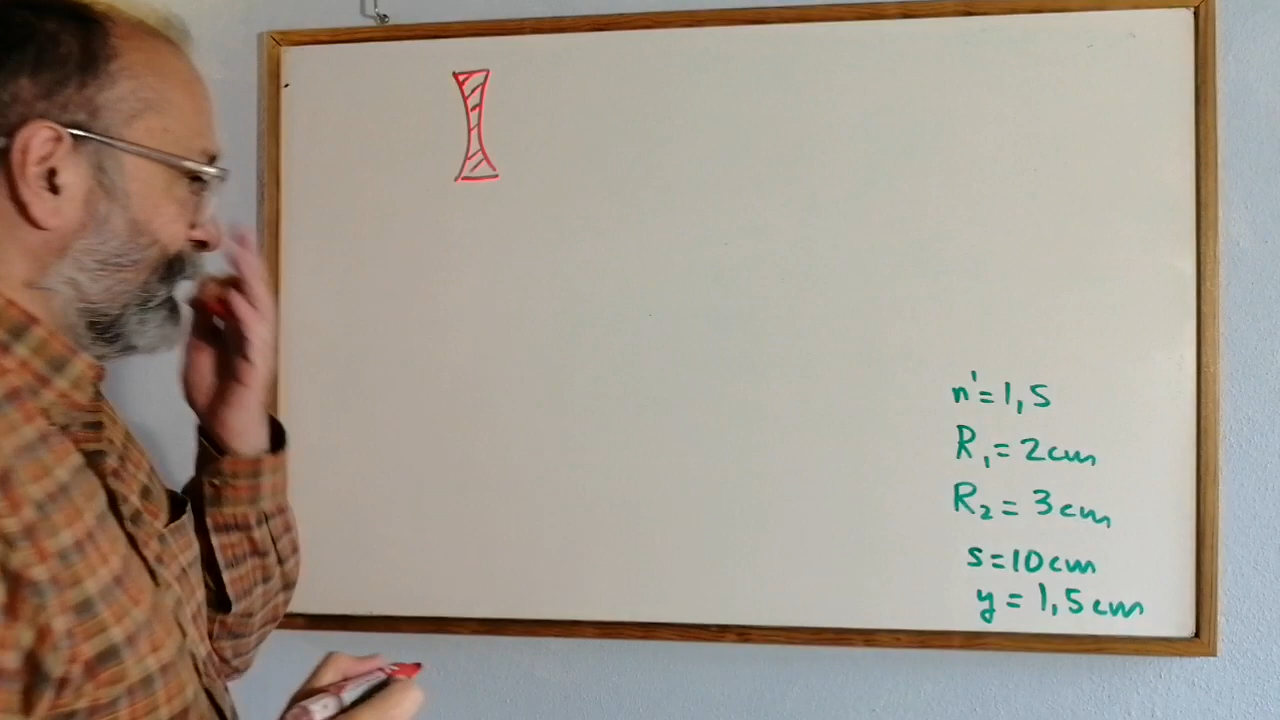 n'=1,5
R₁=2cm
R₂=3cm
s=10cm
y=1,5cm